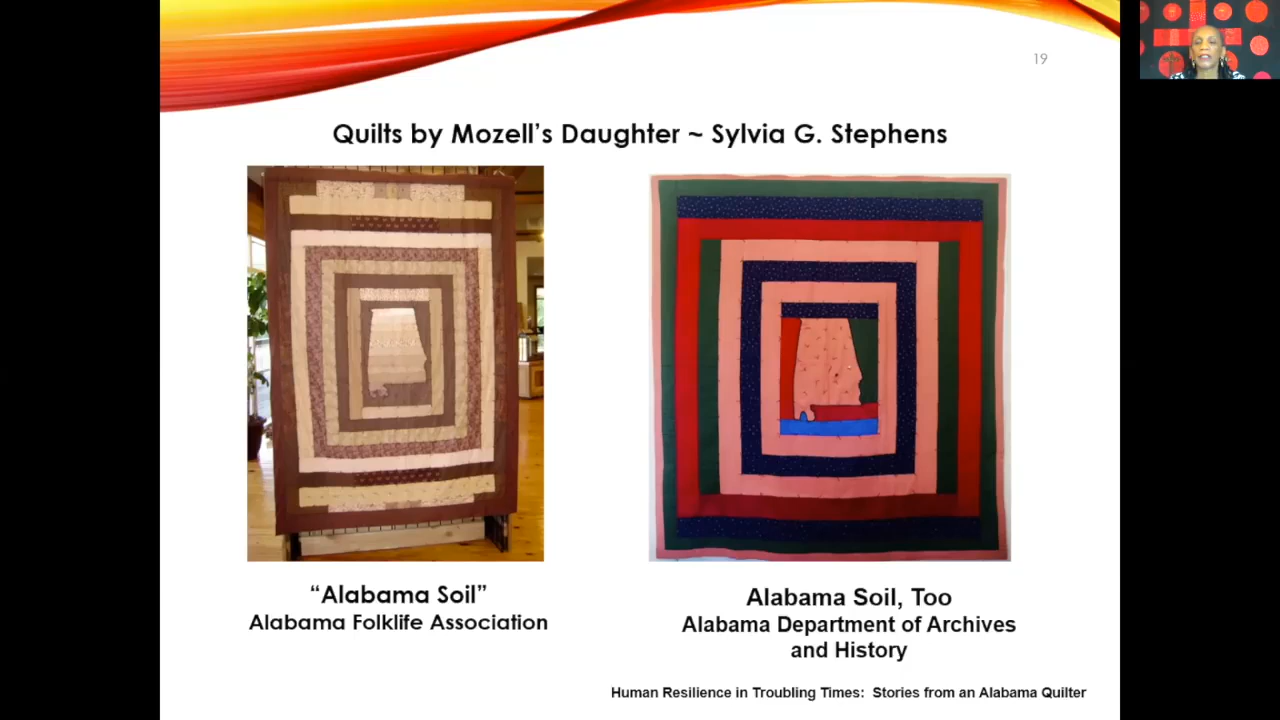 19
Quilts by Mozell's Daughter ~ Sylvia G. Stephens
"Alabama Soil"
Alabama Folklife Association
Alabama Soil, Too
Alabama Department of Archives
and History
Human Resilience in Troubling Times: Stories from an Alabama Quilter